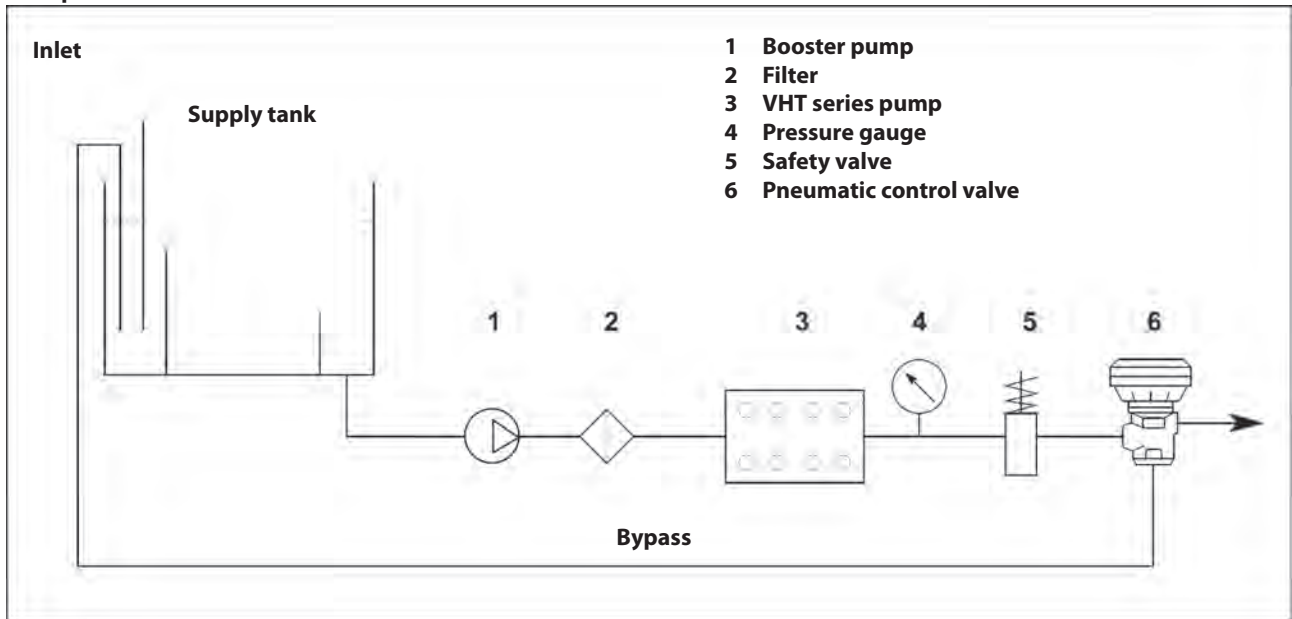 Inlet
Supply tank
1 Booster pump
2 Filter
3 VHT series pump
4 Pressure gauge
5 Safety valve
6 Pneumatic control valve
1 2 3 4 5 6
Bypass